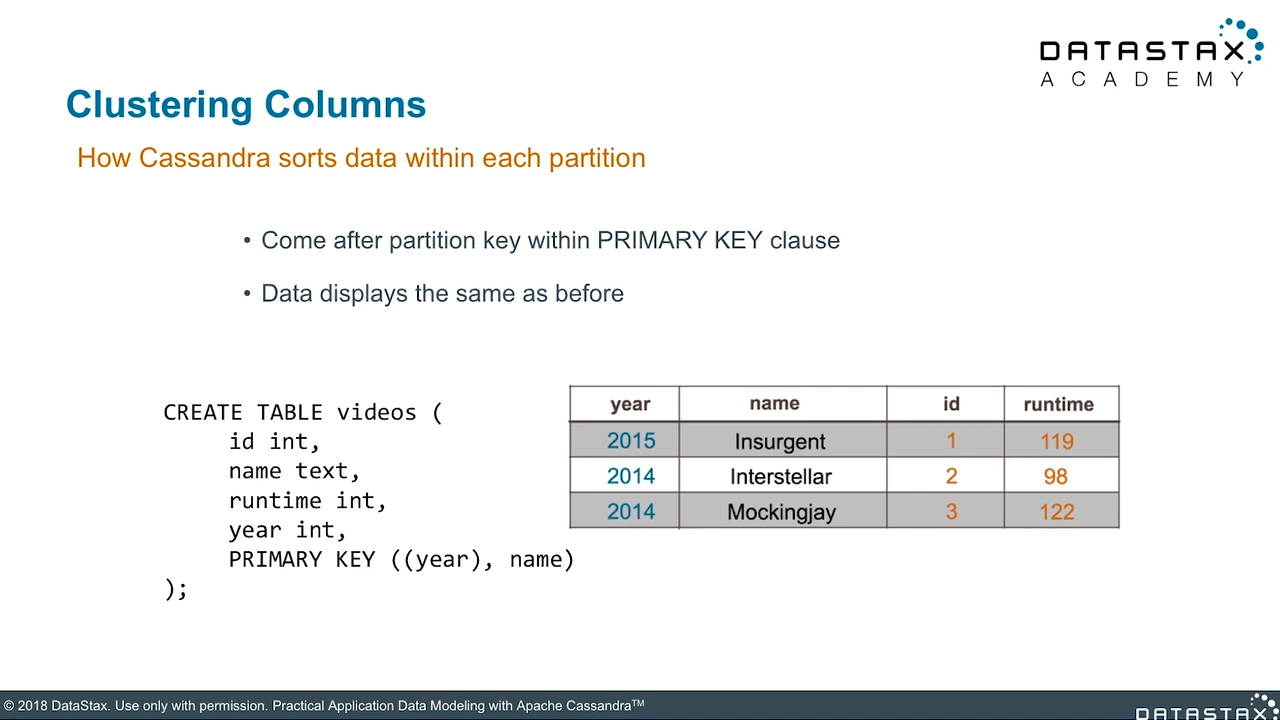 DATASTAX
ACADEMY
Clustering Columns
How Cassandra sorts data within each partition
• Come after partition key within PRIMARY KEY clause
• Data displays the same as before
CREATE TABLE videos (
id int,
name text,
runtime int,
year int,
PRIMARY KEY ((year), name)
);
year name id runtime
2015 Insurgent 1 119
2014 Interstellar 2 98
2014 Mockingjay 3 122
© 2018 DataStax. Use only with permission. Practical Application Data Modeling with Apache Cassandra™
DATASTAX